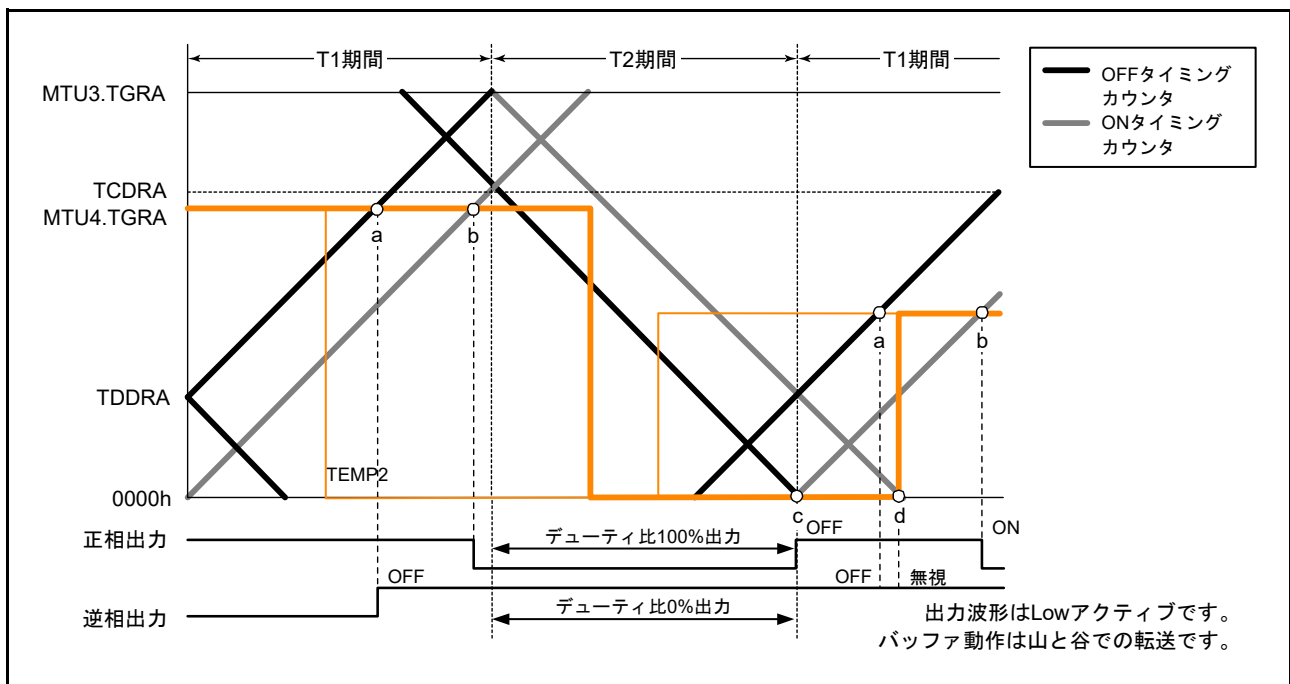 T1期間
T2期間
T1期間
OFFタイミング
カウンタ
ONタイミング
カウンタ
MTU3.TGRA
TCDRA
MTU4.TGRA
a
b
a
b
TDDRA
TEMP2
0000h
c
d
正相出力
デューティ比100%出力
OFF
ON
OFF
OFF
無視
逆相出力
デューティ比0%出力
出力波形はLowアクティブです。
バッファ動作は山と谷での転送です。